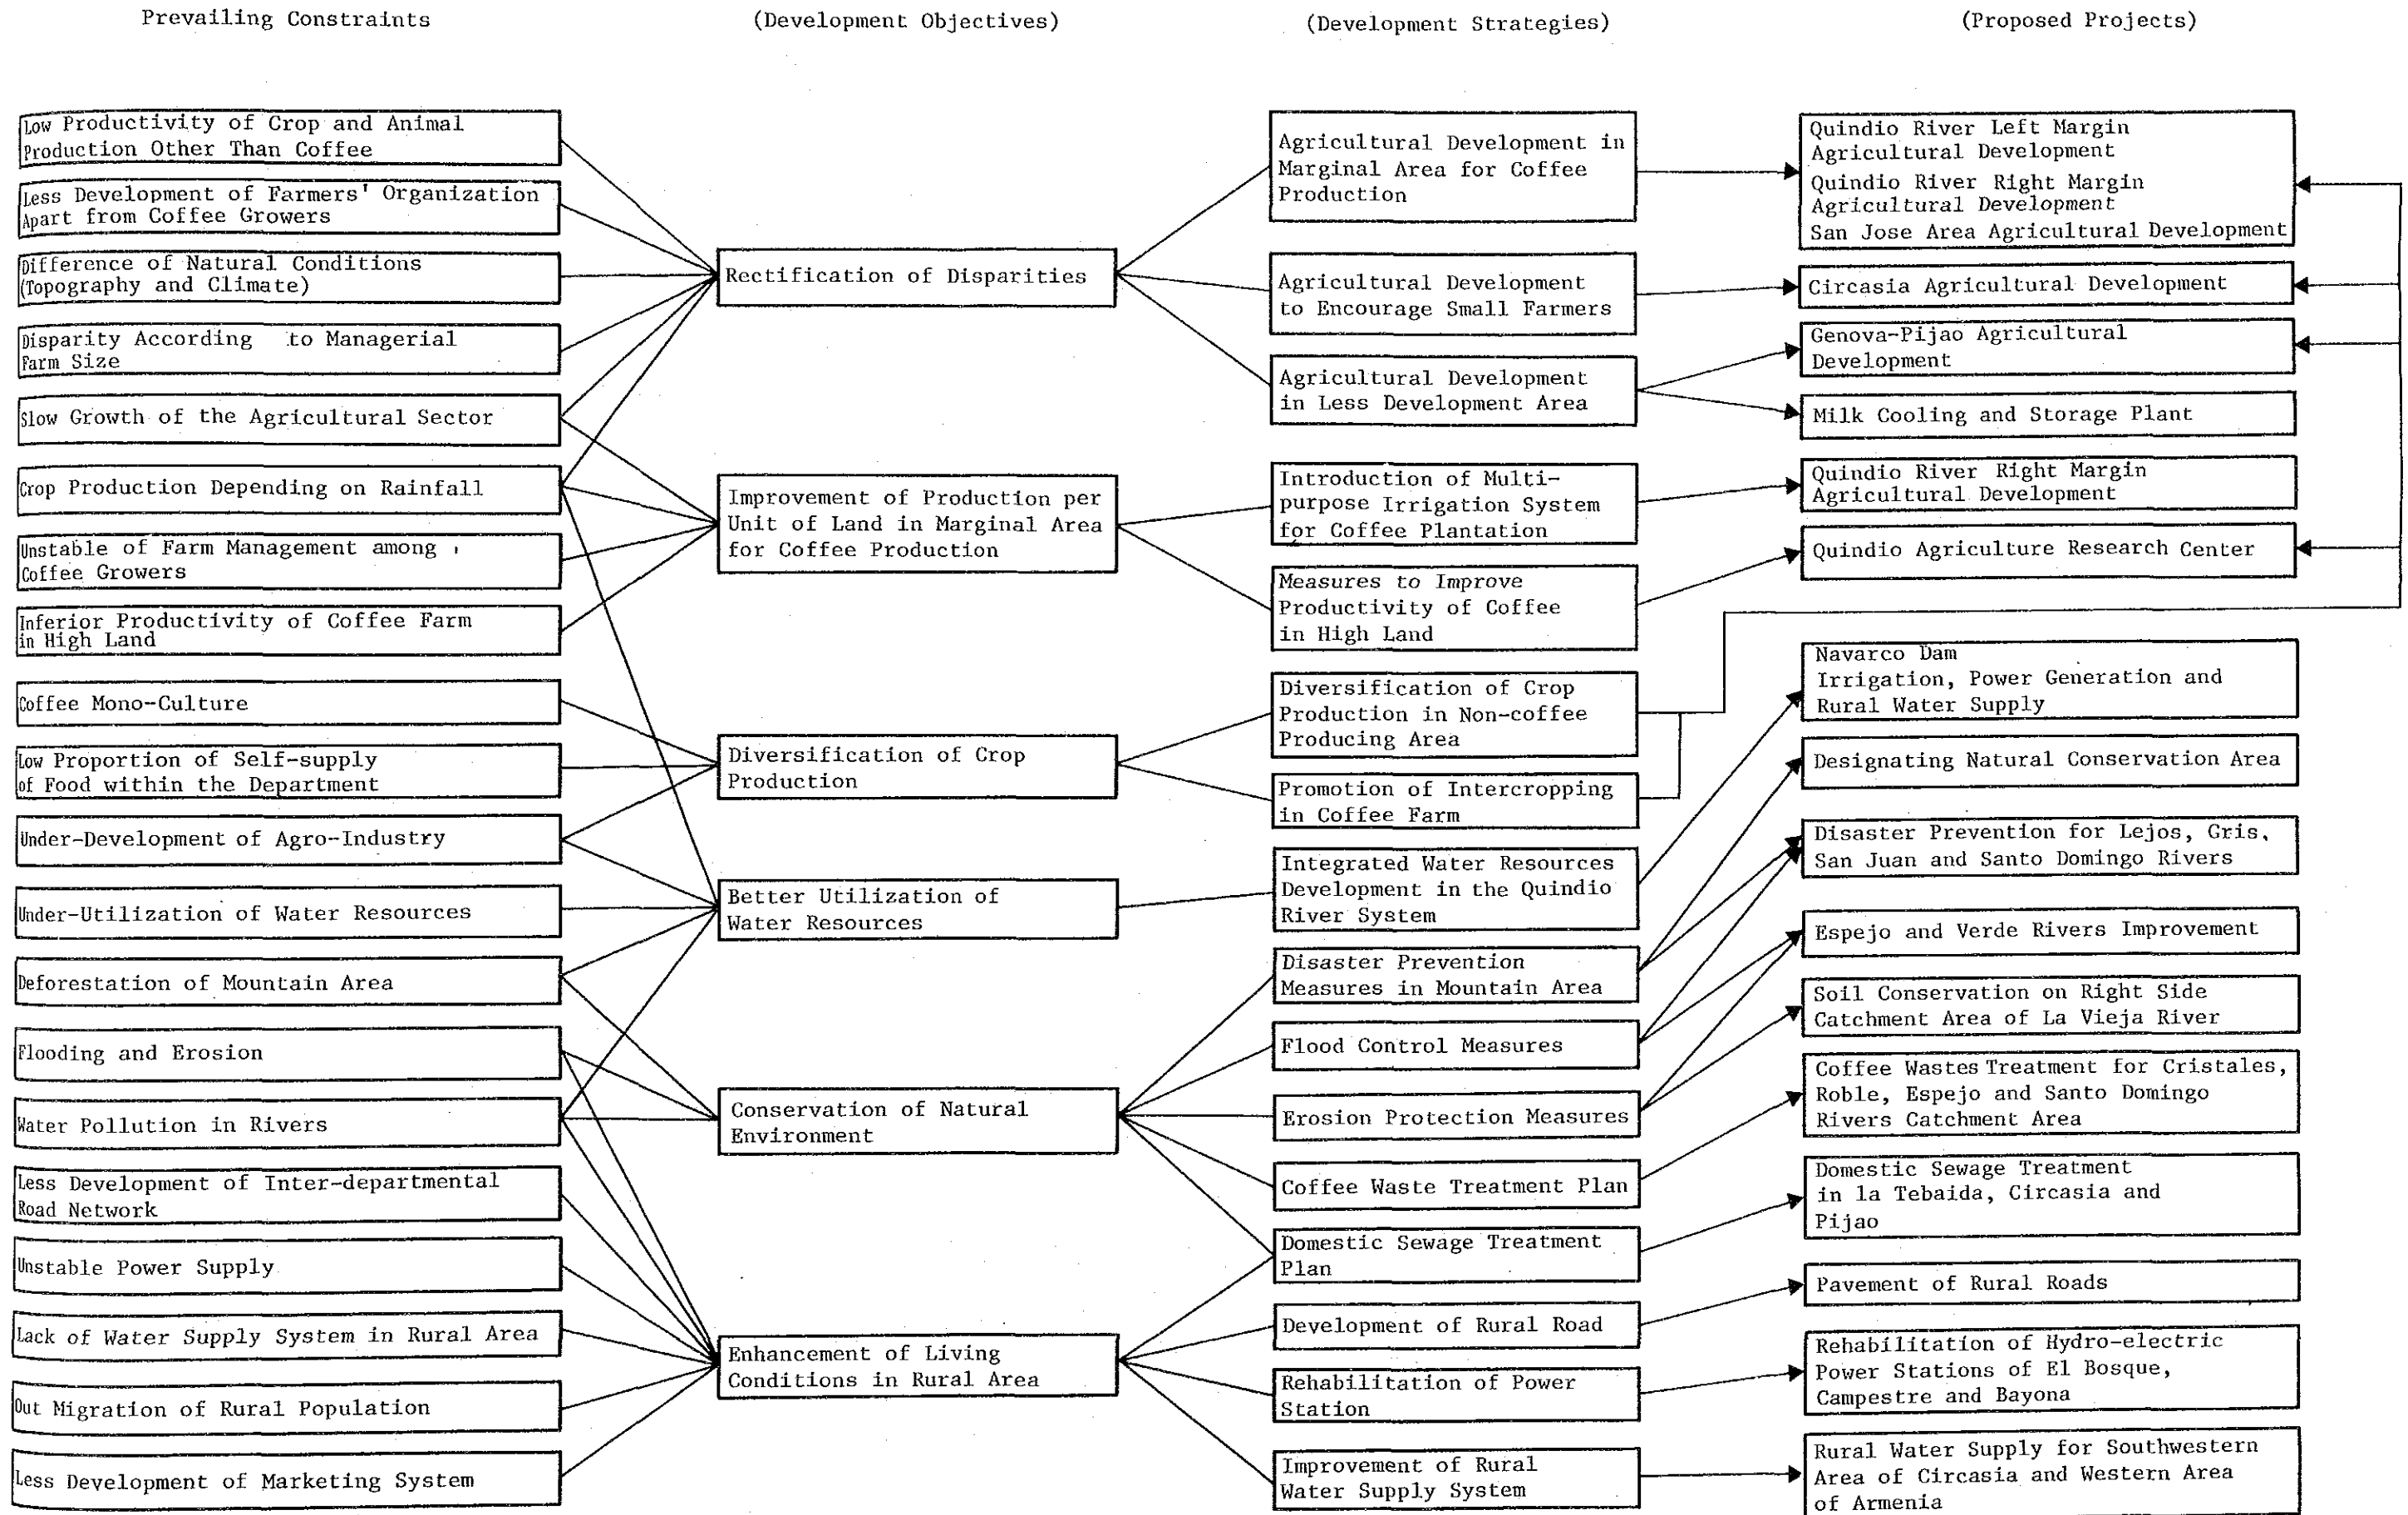 Prevailing Constraints
(Development Objectives)
(Development Strategies)
(Proposed Projects)
Low Productivity of Crop and Animal
Production Other Than Coffee
Less Development of Farmers' Organization
Apart from Coffee Growers
Difference of Natural Conditions
(Topography and Climate)
Disparity According to Managerial
Farm Size
Slow Growth of the Agricultural Sector
Crop Production Depending on Rainfall
Unstable of Farm Management among
Coffee Growers
Inferior Productivity of Coffee Farm
in High Land
Coffee Mono-Culture
Low Proportion of Self-supply
of Food within the Department
Under-Development of Agro-Industry
Under-Utilization of Water Resources
Deforestation of Mountain Area
Flooding and Erosion
Water Pollution in Rivers
Less Development of Inter-departmental
Road Network
Unstable Power Supply
Lack of Water Supply System in Rural Area
Out Migration of Rural Population
Less Development of Marketing System
Rectification of Disparities
Improvement of Production per
Unit of Land in Marginal Area
for Coffee Production
Diversification of Crop
Production
Better Utilization of
Water Resources
Conservation of Natural
Environment
Enhancement of Living
Conditions in Rural Area
Agricultural Development in
Marginal Area for Coffee
Production
Agricultural Development
to Encourage Small Farmers
Agricultural Development
in Less Development Area
Introduction of Multi-
purpose Irrigation System
for Coffee Plantation
Measures to Improve
Productivity of Coffee
in High Land
Diversification of Crop
Production in Non-coffee
Producing Area
Promotion of Intercropping
in Coffee Farm
Integrated Water Resources
Development in the Quindio
River System
Disaster Prevention
Measures in Mountain Area
Flood Control Measures
Erosion Protection Measures
Coffee Waste Treatment Plan
Domestic Sewage Treatment
Plan
Development of Rural Road
Rehabilitation of Power
Station
Improvement of Rural
Water Supply System
Quindio River Left Margin
Agricultural Development
Quindio River Right Margin
Agricultural Development
San Jose Area Agricultural Development
Circasia Agricultural Development
Genova-Pijao Agricultural
Development
Milk Cooling and Storage Plant
Quindio River Right Margin
Agricultural Development
Quindio Agriculture Research Center
Navarco Dam
Irrigation, Power Generation and
Rural Water Supply
Designating Natural Conservation Area
Disaster Prevention for Lejos, Gris,
San Juan and Santo Domingo Rivers
Espejo and Verde Rivers Improvement
Soil Conservation on Right Side
Catchment Area of La Vieja River
Coffee Wastes Treatment for Cristales,
Roble, Espejo and Santo Domingo
Rivers Catchment Area
Domestic Sewage Treatment
in la Tebaida, Circasia and
Pijao
Pavement of Rural Roads
Rehabilitation of Hydro-electric
Power Stations of El Bosque,
Campestre and Bayona
Rural Water Supply for Southwestern
Area of Circasia and Western Area
of Armenia